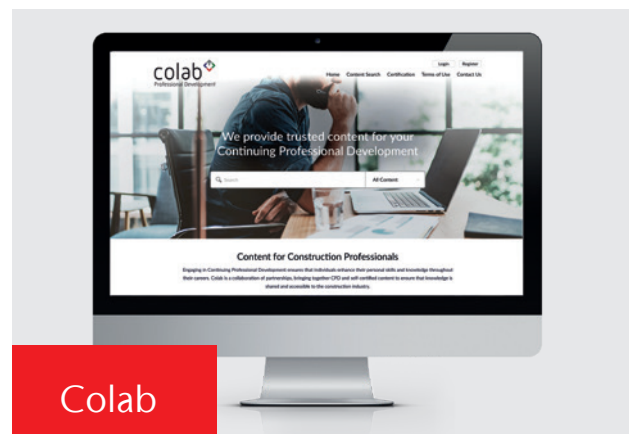 Login Register
colab
Professional Development
Home Content Search Certification Terms of Use Contact Us
We provide trusted content for your
Continuing Professional Development
Search All Content
Content for Construction Professionals
Engaging in Continuing Professional Development ensures that individuals enhance their personal skills and knowledge throughout
their careers. Colab is a collaboration of partnerships, bringing together CPD and self-certified content to ensure that knowledge is
shared and accessible to the construction industry.
Colab